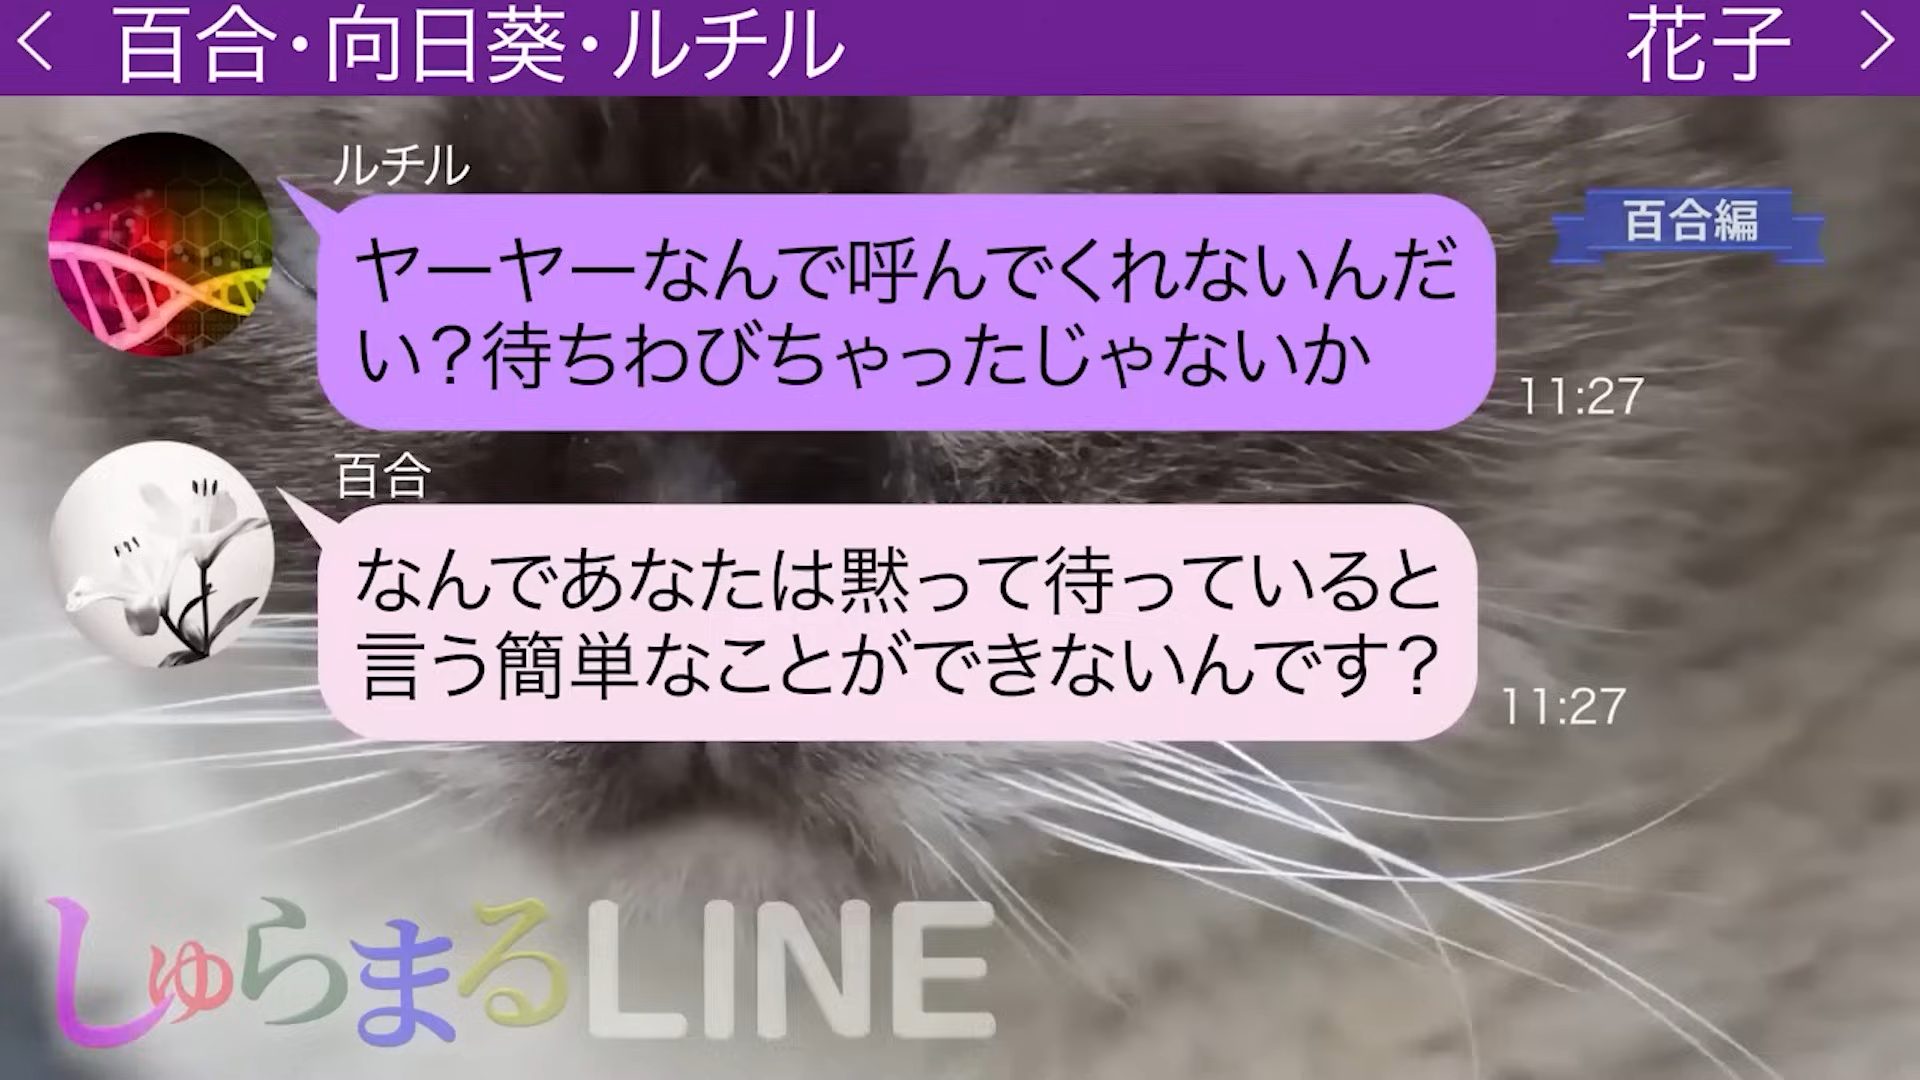 百合・向日葵・ルチル 花子
ルチル
百合編
ヤーヤーなんで呼んでくれないんだ
い？待ちわびちゃったじゃないか
11:27
百合
なんであなたは黙って待っていると
言う簡単なことができないんです？
11:27
しゅらまるLINE